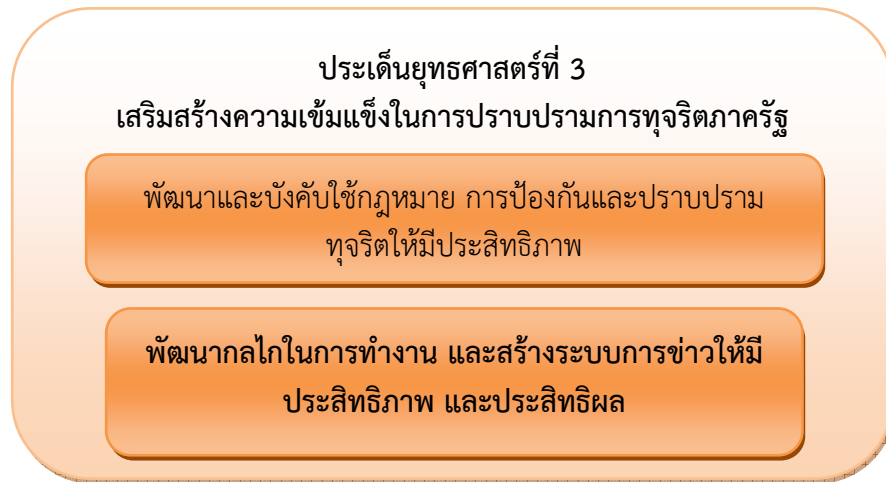 ประเด็นยุทธศาสตร์ที่ 3
เสริมสร้างความเข้มแข็งในการปราบปรามการทุจริตภาครัฐ
พัฒนาและบังคับใช้กฎหมาย การป้องกันและปราบปราม
ทุจริตให้มีประสิทธิภาพ
พัฒนากลไกในการทำงาน และสร้างระบบการข่าวให้มี
ประสิทธิภาพ และประสิทธิผล